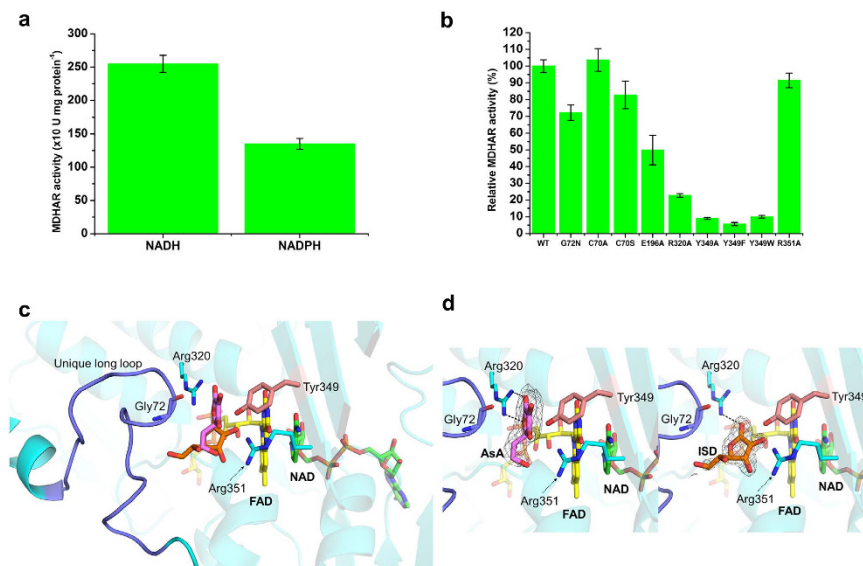 a
MDHAR activity (x10 U mg protein⁻¹)
300
250
200
150
100
50
0
NADH
NADPH
b
Relative MDHAR activity (%)
120
110
100
90
80
70
60
50
40
30
20
10
0
WT
G72N
C70A
C70S
E196A
R320A
Y349A
Y349F
Y349W
R351A
c
Unique long loop
Arg320
Gly72
Tyr349
Arg351
NAD
FAD
d
Arg320
Gly72
Tyr349
AsA
Arg351
NAD
FAD
Arg320
Gly72
Tyr349
ISD
Arg351
NAD
FAD